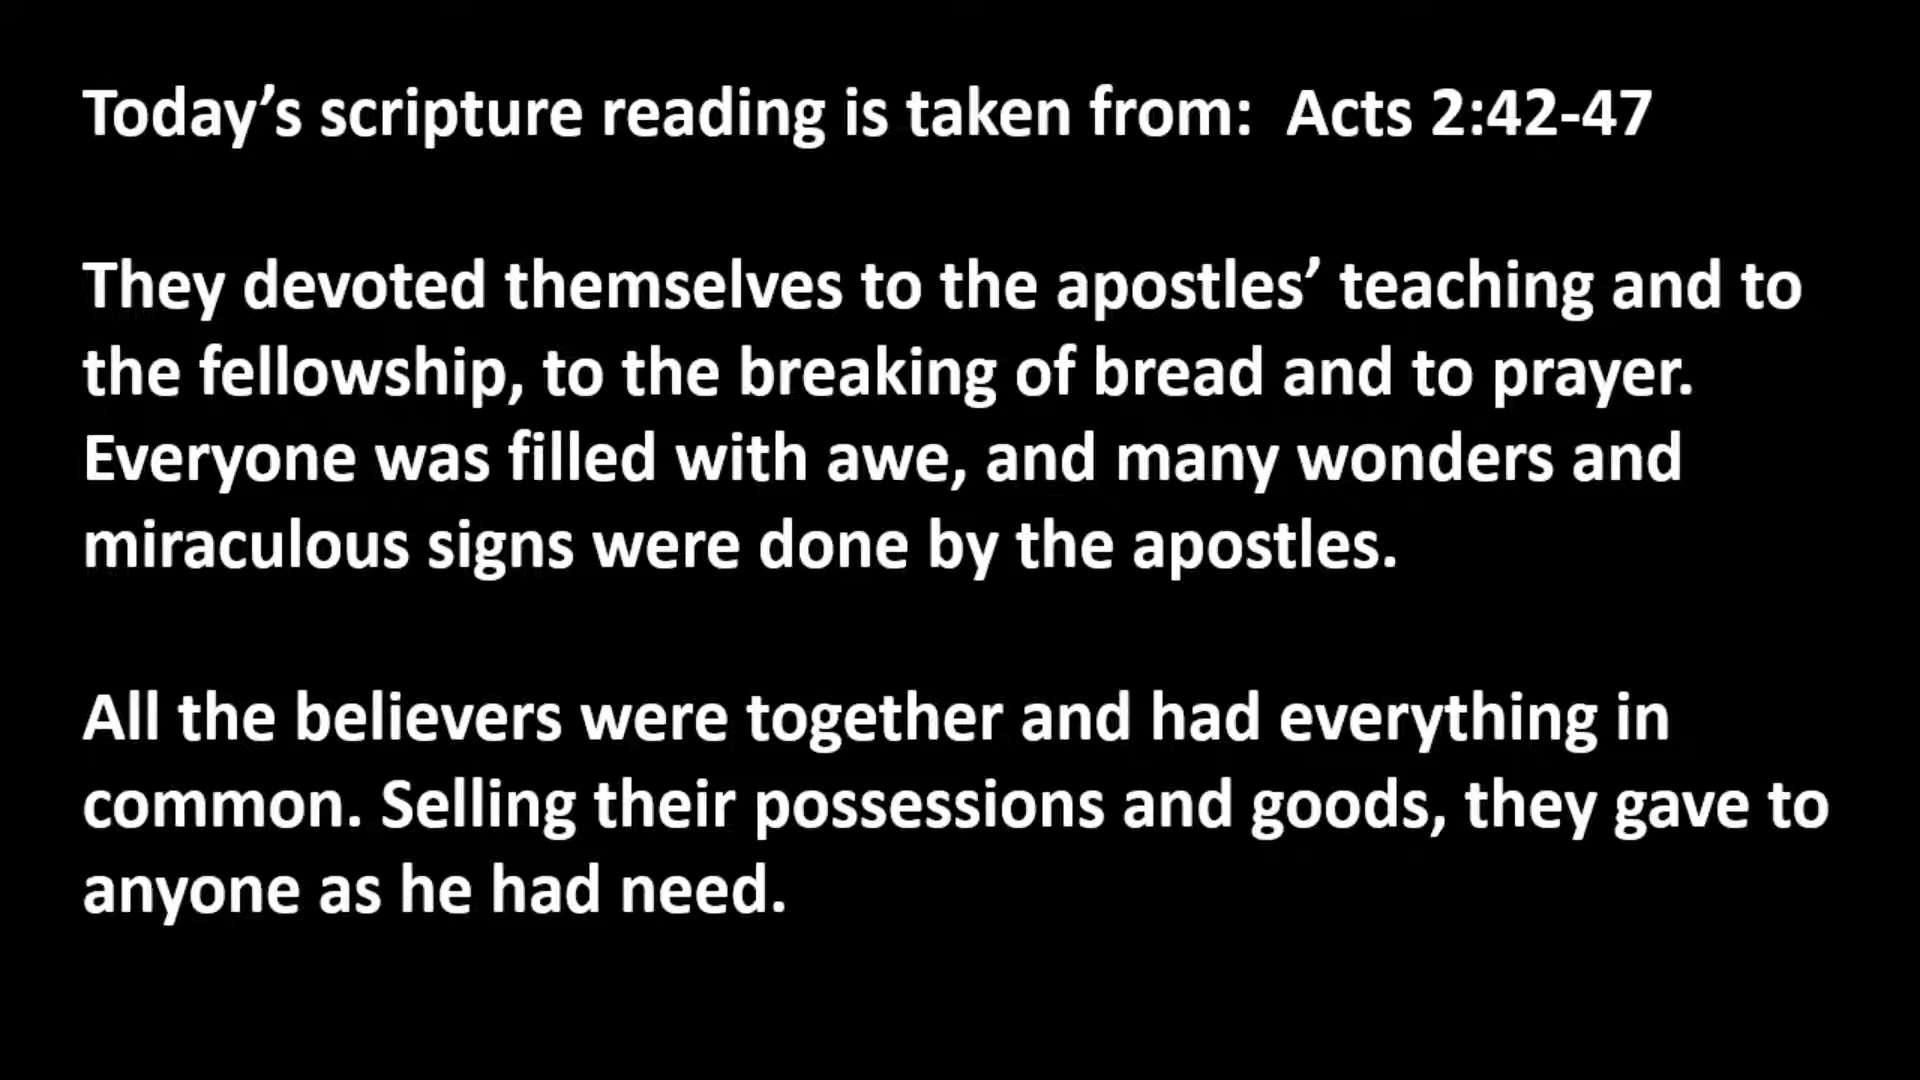 Today’s scripture reading is taken from:  Acts 2:42-47
They devoted themselves to the apostles’ teaching and to
the fellowship, to the breaking of bread and to prayer.
Everyone was filled with awe, and many wonders and
miraculous signs were done by the apostles.
All the believers were together and had everything in
common. Selling their possessions and goods, they gave to
anyone as he had need.